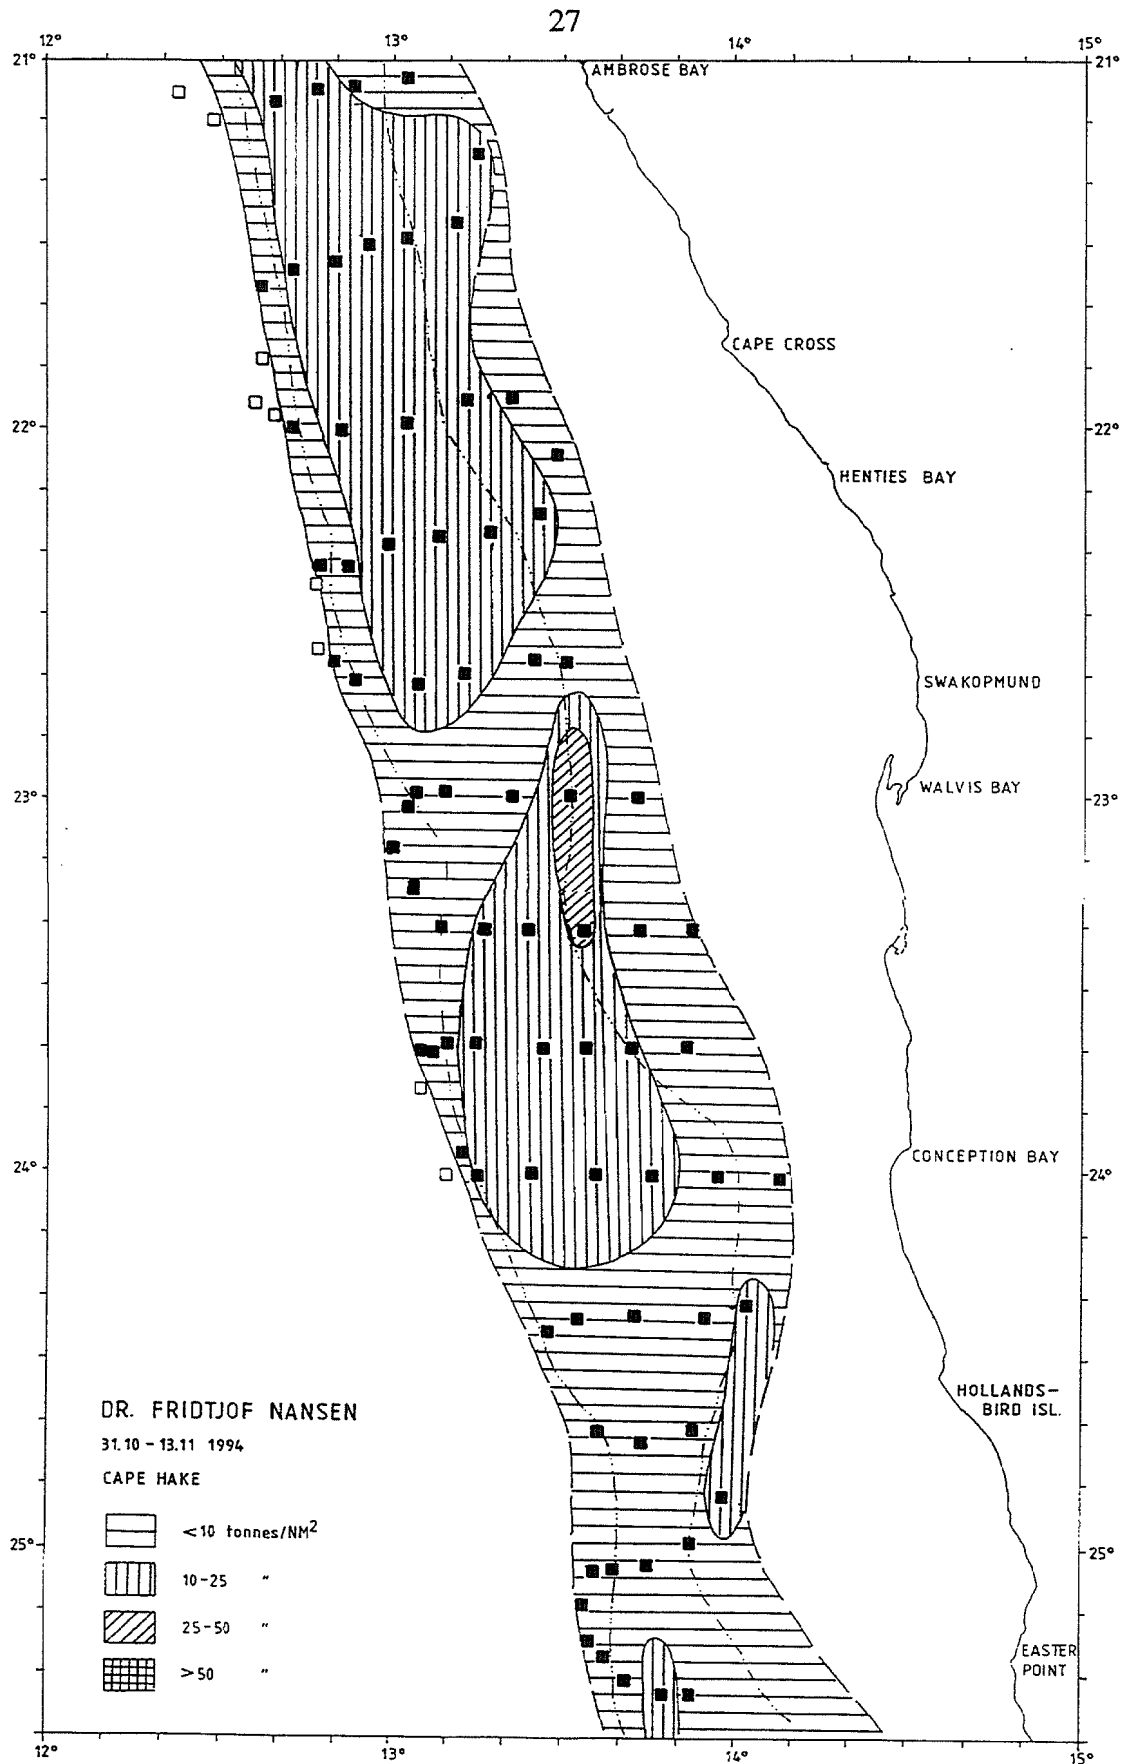 27
12° 13° 14° 15°
21° 21°
AMBROSE BAY
CAPE CROSS
22° 22°
HENTIES BAY
SWAKOPMUND
WALVIS BAY
23° 23°
CONCEPTION BAY
24° 24°
HOLLANDS-
BIRD ISL.
DR. FRIDTJOF NANSEN
31.10 - 13.11 1994
CAPE HAKE
<10 tonnes/NM²
25° 25°
10-25 "
25-50 "
>50 "
EASTER
POINT
12° 13° 14° 15°